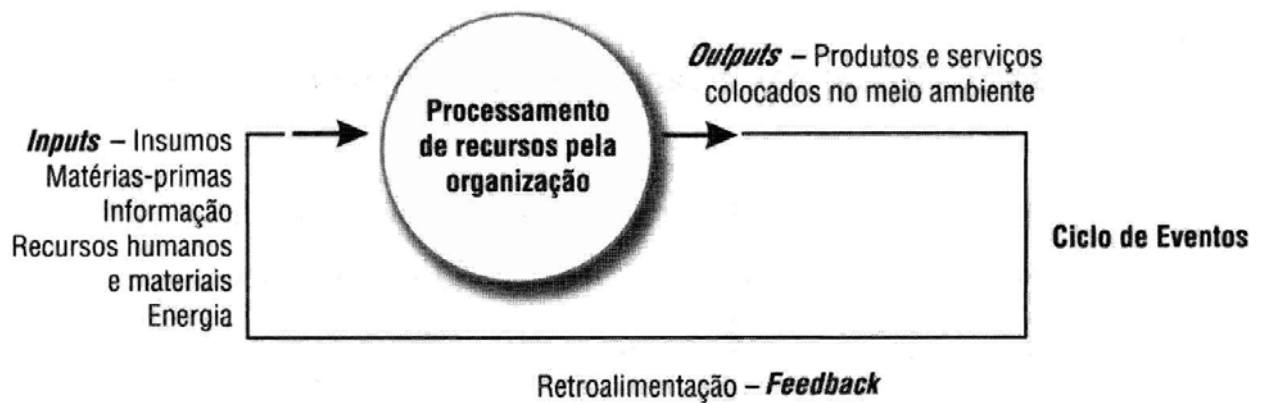 Outputs – Produtos e serviços
colocados no meio ambiente
Processamento
de recursos pela
organização
Inputs – Insumos
Matérias-primas
Informação
Recursos humanos
e materiais
Energia
Ciclo de Eventos
Retroalimentação – Feedback